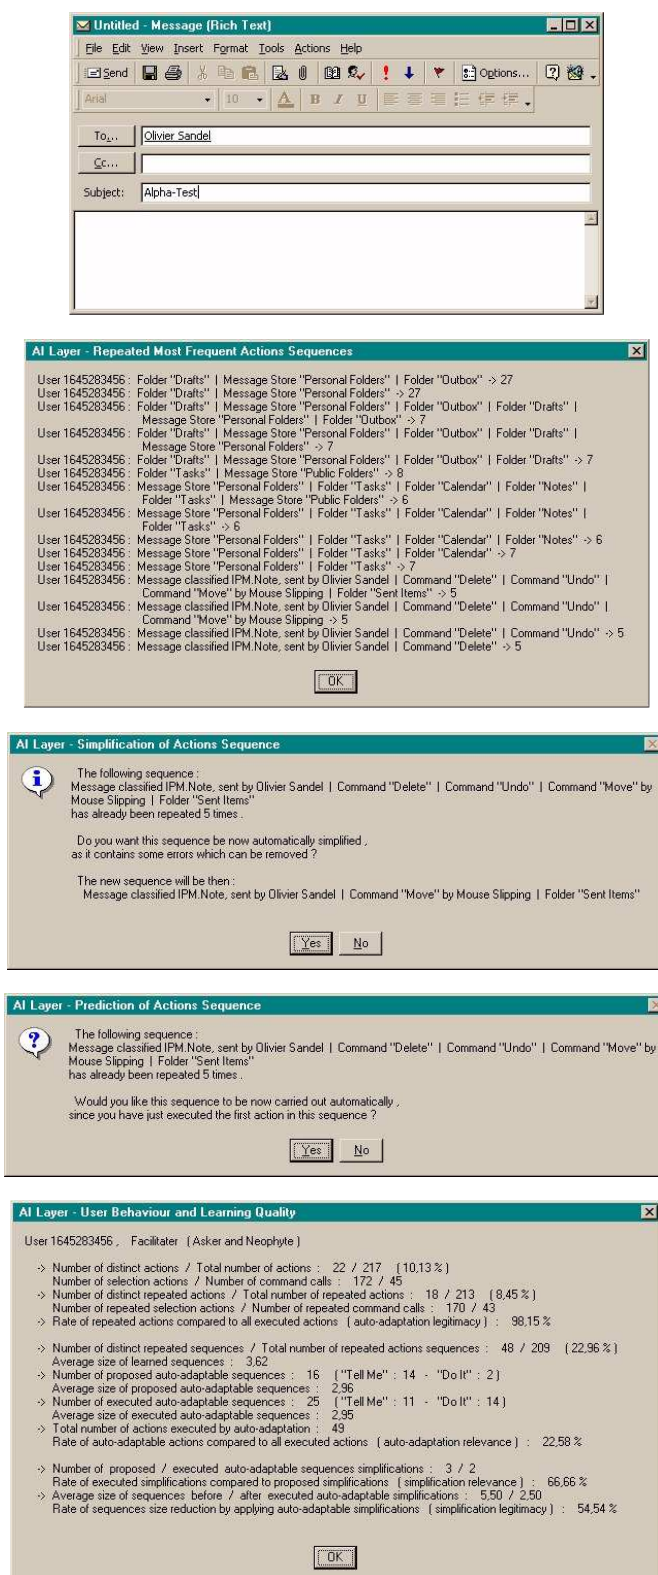 Untitled - Message (Rich Text)
File Edit View Insert Format Tools Actions Help
Send Options...
Arial 10 A B I U
To... Olivier Sandel
Cc...
Subject: Alpha-Test
AI Layer - Repeated Most Frequent Actions Sequences
User 1645283456 : Folder "Drafts" | Message Store "Personal Folders" | Folder "Outbox" -> 27
User 1645283456 : Folder "Drafts" | Message Store "Personal Folders" -> 27
User 1645283456 : Folder "Drafts" | Message Store "Personal Folders" | Folder "Outbox" | Folder "Drafts" |
Message Store "Personal Folders" | Folder "Outbox" -> 7
User 1645283456 : Folder "Drafts" | Message Store "Personal Folders" | Folder "Outbox" | Folder "Drafts" |
Message Store "Personal Folders" -> 7
User 1645283456 : Folder "Drafts" | Message Store "Personal Folders" | Folder "Outbox" | Folder "Drafts" -> 7
User 1645283456 : Folder "Tasks" | Message Store "Public Folders" -> 8
User 1645283456 : Message Store "Personal Folders" | Folder "Tasks" | Folder "Calendar" | Folder "Notes" |
Folder "Tasks" | Message Store "Public Folders" -> 6
User 1645283456 : Message Store "Personal Folders" | Folder "Tasks" | Folder "Calendar" | Folder "Notes" |
Folder "Tasks" -> 6
User 1645283456 : Message Store "Personal Folders" | Folder "Tasks" | Folder "Calendar" | Folder "Notes" -> 6
User 1645283456 : Message Store "Personal Folders" | Folder "Tasks" | Folder "Calendar" -> 7
User 1645283456 : Message Store "Personal Folders" | Folder "Tasks" -> 7
User 1645283456 : Message classified IPM.Note, sent by Olivier Sandel | Command "Delete" | Command "Undo" |
Command "Move" by Mouse Slipping | Folder "Sent Items" -> 5
User 1645283456 : Message classified IPM.Note, sent by Olivier Sandel | Command "Delete" | Command "Undo" |
Command "Move" by Mouse Slipping -> 5
User 1645283456 : Message classified IPM.Note, sent by Olivier Sandel | Command "Delete" | Command "Undo" -> 5
User 1645283456 : Message classified IPM.Note, sent by Olivier Sandel | Command "Delete" -> 5
OK
AI Layer - Simplification of Actions Sequence
The following sequence :
Message classified IPM.Note, sent by Olivier Sandel | Command "Delete" | Command "Undo" | Command "Move" by
Mouse Slipping | Folder "Sent Items"
has already been repeated 5 times .
Do you want this sequence be now automatically simplified ,
as it contains some errors which can be removed ?
The new sequence will be then :
Message classified IPM.Note, sent by Olivier Sandel | Command "Move" by Mouse Slipping | Folder "Sent Items"
Yes No
AI Layer - Prediction of Actions Sequence
The following sequence :
Message classified IPM.Note, sent by Olivier Sandel | Command "Delete" | Command "Undo" | Command "Move" by
Mouse Slipping | Folder "Sent Items"
has already been repeated 5 times .
Would you like this sequence to be now carried out automatically ,
since you have just executed the first action in this sequence ?
Yes No
AI Layer - User Behaviour and Learning Quality
User 1645283456 , Facilitater ( Asker and Neophyte )
-> Number of distinct actions / Total number of actions : 22 / 217 ( 10,13 % )
Number of selection actions / Number of command calls : 172 / 45
-> Number of distinct repeated actions / Total number of repeated actions : 18 / 213 ( 8,45 % )
Number of repeated selection actions / Number of repeated command calls : 170 / 43
-> Rate of repeated actions compared to all executed actions ( auto-adaptation legitimacy ) : 98,15 %
-> Number of distinct repeated sequences / Total number of repeated actions sequences : 48 / 209 ( 22,96 % )
Average size of learned sequences : 3,62
-> Number of proposed auto-adaptable sequences : 16 ( "Tell Me" : 14 - "Do It" : 2 )
Average size of proposed auto-adaptable sequences : 2,96
-> Number of executed auto-adaptable sequences : 25 ( "Tell Me" : 11 - "Do It" : 14 )
Average size of executed auto-adaptable sequences : 2,95
-> Total number of actions executed by auto-adaptation : 49
Rate of auto-adaptable actions compared to all executed actions ( auto-adaptation relevance ) : 22,58 %
-> Number of proposed / executed auto-adaptable sequences simplifications : 3 / 2
Rate of executed simplifications compared to proposed simplifications ( simplification relevance ) : 66,66 %
-> Average size of sequences before / after executed auto-adaptable simplifications : 5,50 / 2,50
Rate of sequences size reduction by applying auto-adaptable simplifications ( simplification legitimacy ) : 54,54 %
OK